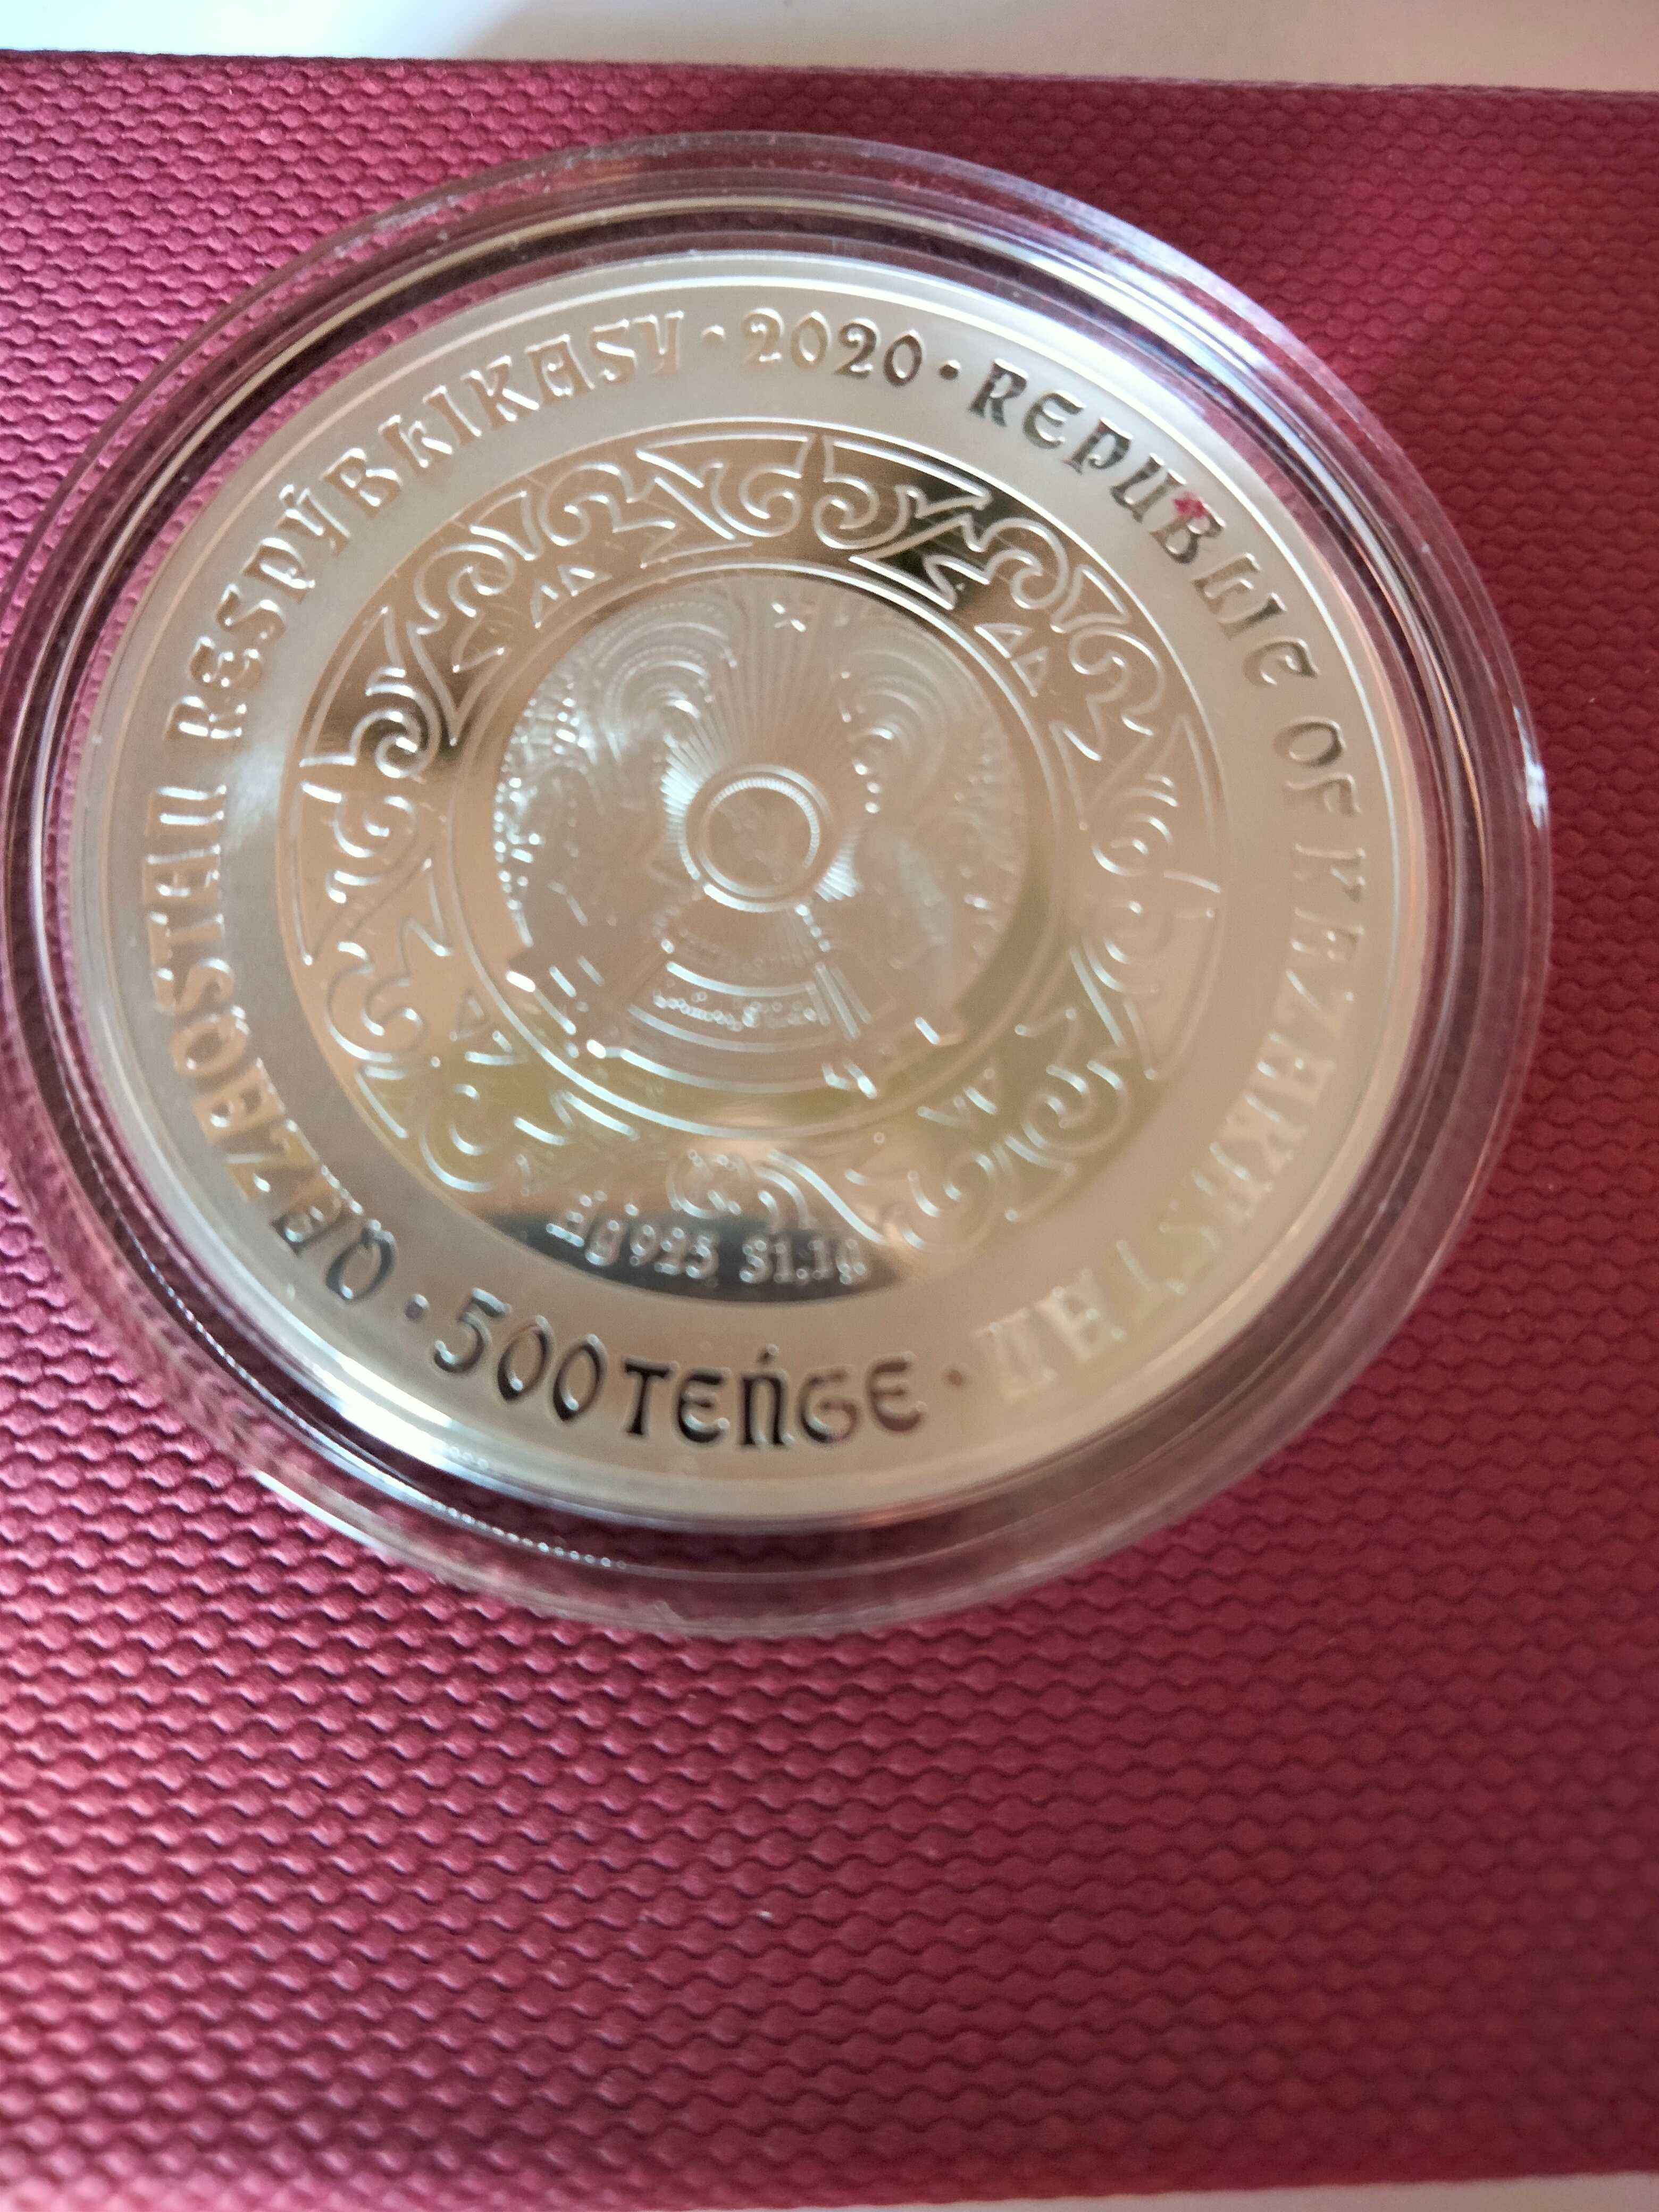 QAZAQSTAN RESPÝBLIKASY · 2020 · REPUBLIC OF KAZAKHSTAN · 500 TEŃGE ·
Ag 925 31.1g